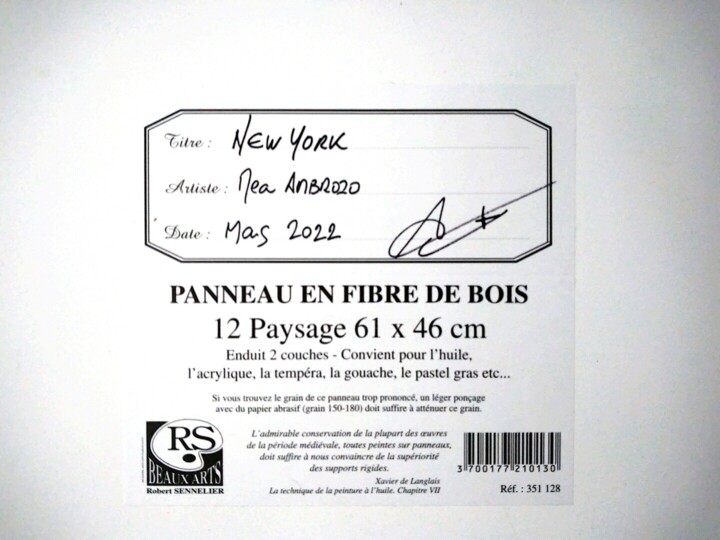 Titre : NEW YORK
Artiste : Mea AMBROZO
Date : Mas 2022
PANNEAU EN FIBRE DE BOIS
12 Paysage 61 x 46 cm
Enduit 2 couches - Convient pour l'huile,
l'acrylique, la tempéra, la gouache, le pastel gras etc...
Si vous trouvez le grain de ce panneau trop prononcé, un léger ponçage
avec du papier abrasif (grain 150-180) doit suffire à atténuer ce grain.
RS
BEAUX ARTS
Robert SENNELIER
L'admirable conservation de la plupart des œuvres
de la période médiévale, toutes peintes sur panneaux,
doit suffire à nous convaincre de la supériorité
des supports rigides.
Xavier de Langlais
La technique de la peinture à l'huile. Chapitre VII
3 700177 210130
Réf. : 351 128